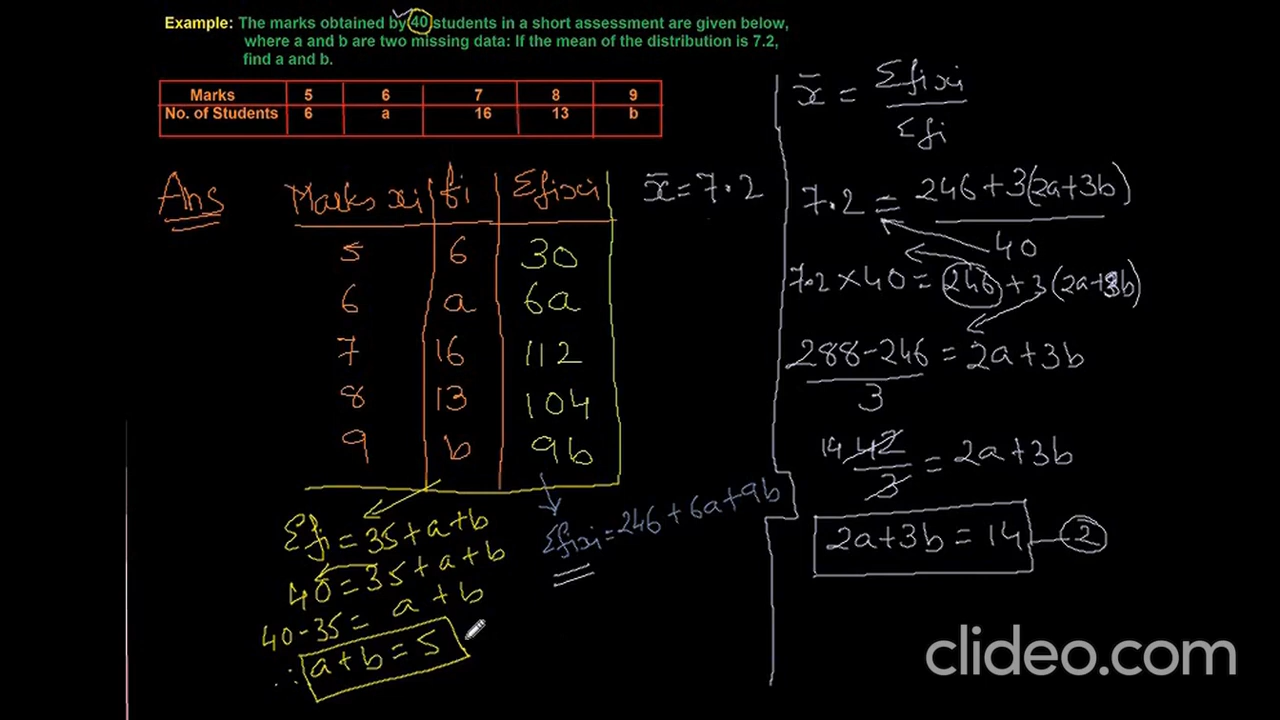 Example: The marks obtained by 40 students in a short assessment are given below,
where a and b are two missing data: If the mean of the distribution is 7.2,
find a and b.
Marks 5 6 7 8 9
No. of Students 6 a 16 13 b
Ans
Marks xi fi Σfixi
5 6 30
6 a 6a
7 16 112
8 13 104
9 b 9b
Σfi = 35+a+b
40 = 35+a+b
40-35 = a + b
∴ a+b = 5
Σfixi = 246+6a+9b
x̄ = 7.2
x̄ = Σfixi / Σfi
7.2 = 246+3(2a+3b) / 40
7.2×40 = 246+3(2a+3b)
288-246 / 3 = 2a+3b
14 42 / 3 = 2a+3b
2a+3b = 14 — 2
clideo.com